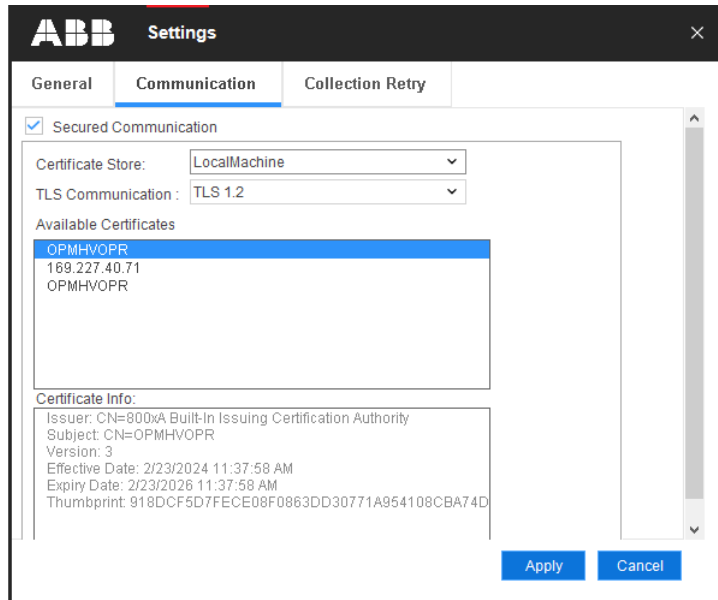 ABB Settings
General Communication Collection Retry
Secured Communication
Certificate Store: LocalMachine
TLS Communication : TLS 1.2
Available Certificates
OPMHVOPR
169.227.40.71
OPMHVOPR
Certificate Info:
Issuer: CN=800xA Built-In Issuing Certification Authority
Subject: CN=OPMHVOPR
Version: 3
Effective Date: 2/23/2024 11:37:58 AM
Expiry Date: 2/23/2026 11:37:58 AM
Thumbprint: 918DCF5D7FECE08F0863DD30771A954108CBA74D
Apply Cancel